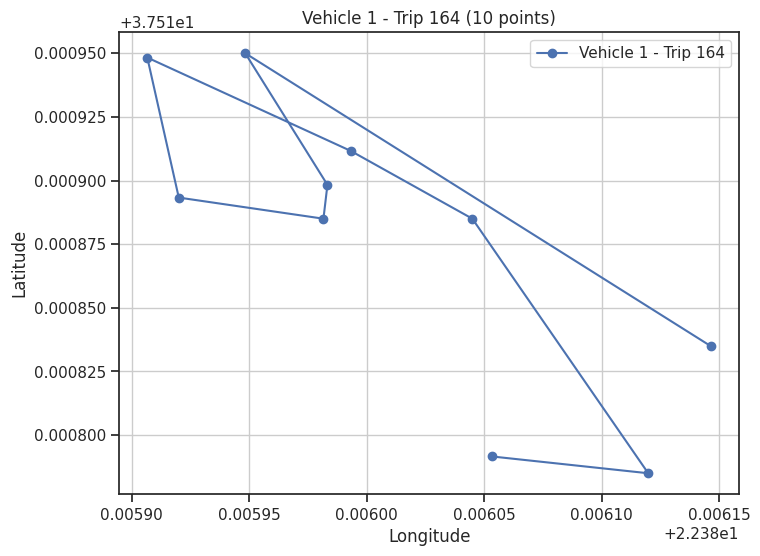 Vehicle 1 - Trip 164 (10 points)
+3.751e1
Vehicle 1 - Trip 164
0.000950
0.000925
0.000900
0.000875
0.000850
0.000825
0.000800
Latitude
0.00590 0.00595 0.00600 0.00605 0.00610 0.00615
Longitude
+2.238e1